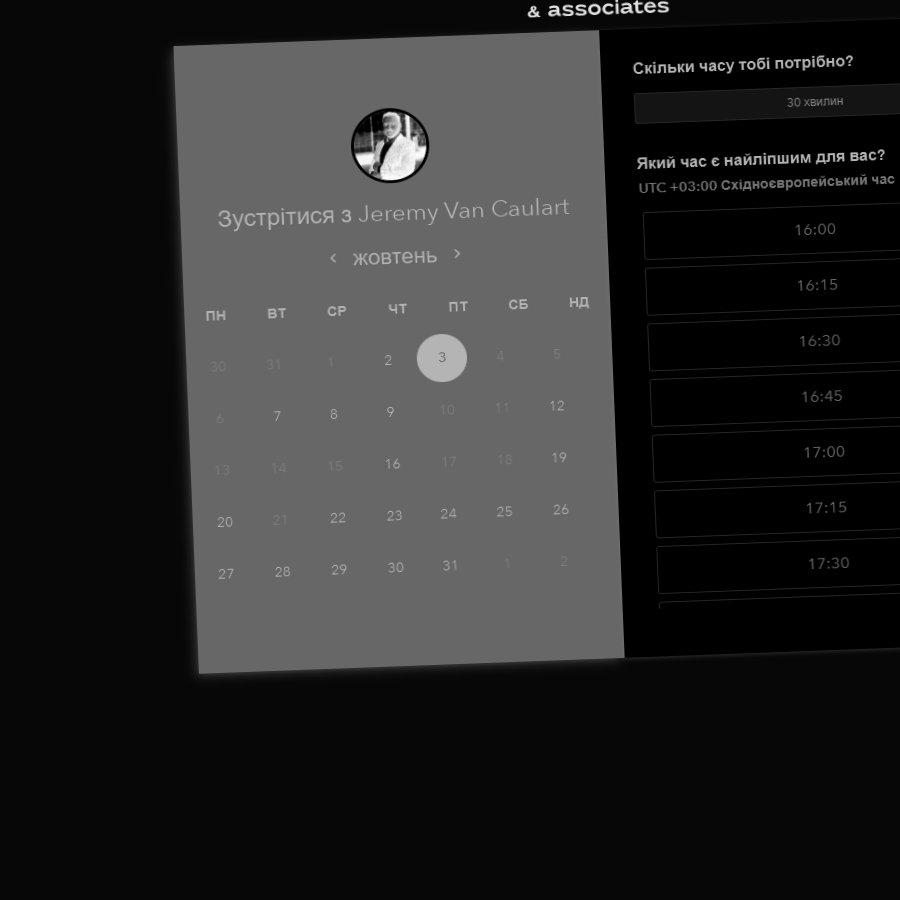 & associates
Зустрітися з Jeremy Van Caulart
‹ жовтень ›
ПН ВТ СР ЧТ ПТ СБ НД
30 31 1 2 3 4 5
6 7 8 9 10 11 12
13 14 15 16 17 18 19
20 21 22 23 24 25 26
27 28 29 30 31 1 2
Скільки часу тобі потрібно?
30 хвилин
Який час є найліпшим для вас?
UTC +03:00 Східноєвропейський час
16:00
16:15
16:30
16:45
17:00
17:15
17:30